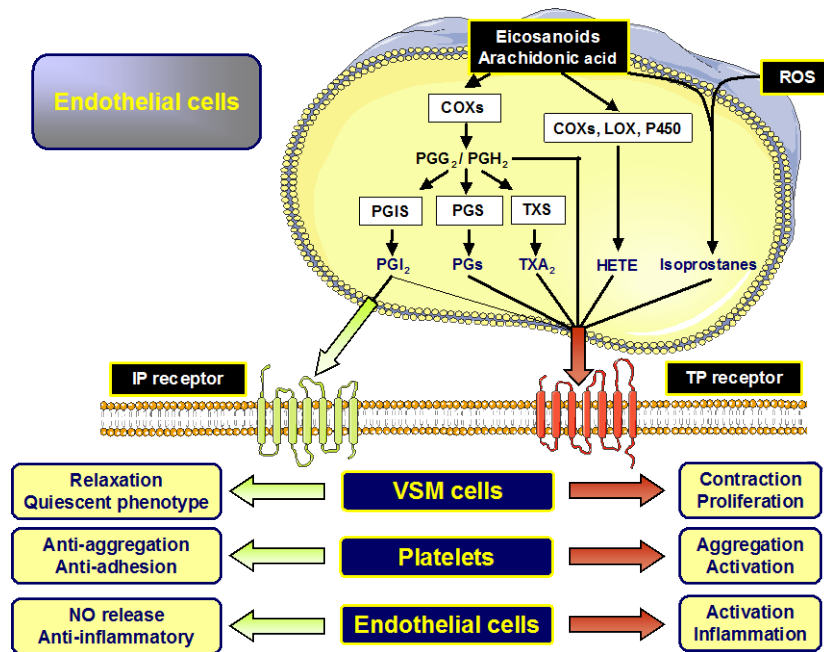 Eicosanoids
Arachidonic acid
ROS
Endothelial cells
COXs
COXs, LOX, P450
PGG₂ / PGH₂
PGIS
PGS
TXS
PGI₂
PGs
TXA₂
HETE
Isoprostanes
IP receptor
TP receptor
Relaxation
Quiescent phenotype
VSM cells
Contraction
Proliferation
Anti-aggregation
Anti-adhesion
Platelets
Aggregation
Activation
NO release
Anti-inflammatory
Endothelial cells
Activation
Inflammation